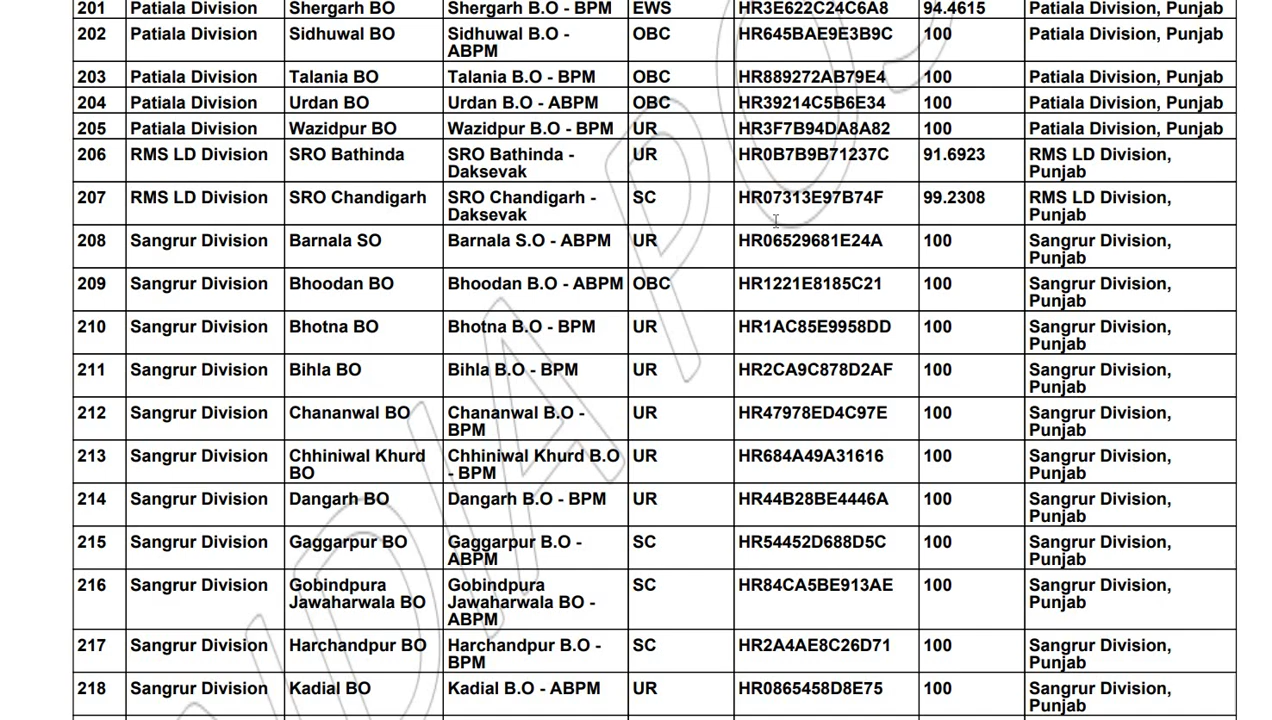 201 Patiala Division Shergarh BO Shergarh B.O - BPM EWS HR3E622C24C6A8 94.4615 Patiala Division, Punjab
202 Patiala Division Sidhuwal BO Sidhuwal B.O - OBC HR645BAE9E3B9C 100 Patiala Division, Punjab
ABPM
203 Patiala Division Talania BO Talania B.O - BPM OBC HR889272AB79E4 100 Patiala Division, Punjab
204 Patiala Division Urdan BO Urdan B.O - ABPM OBC HR39214C5B6E34 100 Patiala Division, Punjab
205 Patiala Division Wazidpur BO Wazidpur B.O - BPM UR HR3F7B94DA8A82 100 Patiala Division, Punjab
206 RMS LD Division SRO Bathinda SRO Bathinda - UR HR0B7B9B71237C 91.6923 RMS LD Division,
Daksevak Punjab
207 RMS LD Division SRO Chandigarh SRO Chandigarh - SC HR07313E97B74F 99.2308 RMS LD Division,
Daksevak Punjab
208 Sangrur Division Barnala SO Barnala S.O - ABPM UR HR06529681E24A 100 Sangrur Division,
Punjab
209 Sangrur Division Bhoodan BO Bhoodan B.O - ABPM OBC HR1221E8185C21 100 Sangrur Division,
Punjab
210 Sangrur Division Bhotna BO Bhotna B.O - BPM UR HR1AC85E9958DD 100 Sangrur Division,
Punjab
211 Sangrur Division Bihla BO Bihla B.O - BPM UR HR2CA9C878D2AF 100 Sangrur Division,
Punjab
212 Sangrur Division Chananwal BO Chananwal B.O - UR HR47978ED4C97E 100 Sangrur Division,
BPM Punjab
213 Sangrur Division Chhiniwal Khurd Chhiniwal Khurd B.O UR HR684A49A31616 100 Sangrur Division,
BO - BPM Punjab
214 Sangrur Division Dangarh BO Dangarh B.O - BPM UR HR44B28BE4446A 100 Sangrur Division,
Punjab
215 Sangrur Division Gaggarpur BO Gaggarpur B.O - SC HR54452D688D5C 100 Sangrur Division,
ABPM Punjab
216 Sangrur Division Gobindpura Gobindpura SC HR84CA5BE913AE 100 Sangrur Division,
Jawaharwala BO Jawaharwala BO - Punjab
ABPM
217 Sangrur Division Harchandpur BO Harchandpur B.O - SC HR2A4AE8C26D71 100 Sangrur Division,
BPM Punjab
218 Sangrur Division Kadial BO Kadial B.O - ABPM UR HR0865458D8E75 100 Sangrur Division,
Punjab